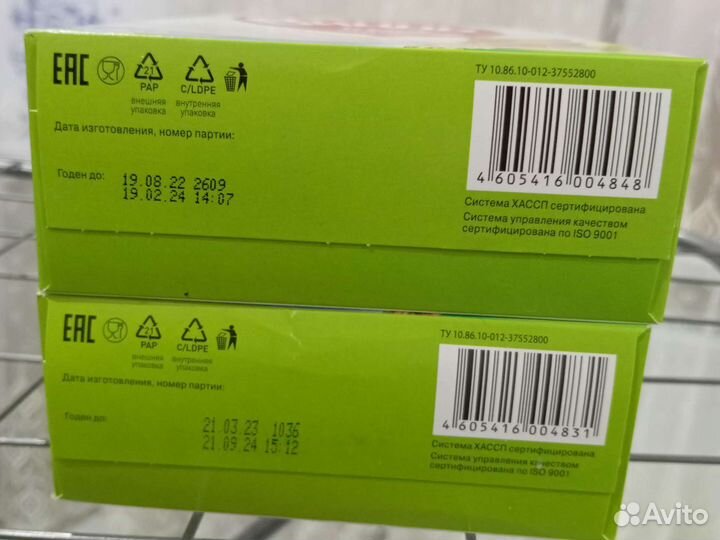 EAC
21
PAP
внешняя
упаковка
C/LDPE
внутренняя
упаковка
ТУ 10.86.10-012-37552800
Дата изготовления, номер партии:
Годен до:
19.08.22 2609
19.02.24 14:07
4 605416 004848
Система ХАССП сертифицирована
Система управления качеством
сертифицирована по ISO 9001
EAC
21
PAP
внешняя
упаковка
C/LDPE
внутренняя
упаковка
ТУ 10.86.10-012-37552800
Дата изготовления, номер партии:
Годен до:
21.03.23 1036
21.09.24 15:12
4 605416 004831
Система ХАССП сертифицирована
Система управления качеством
сертифицирована по ISO 9001
Avito